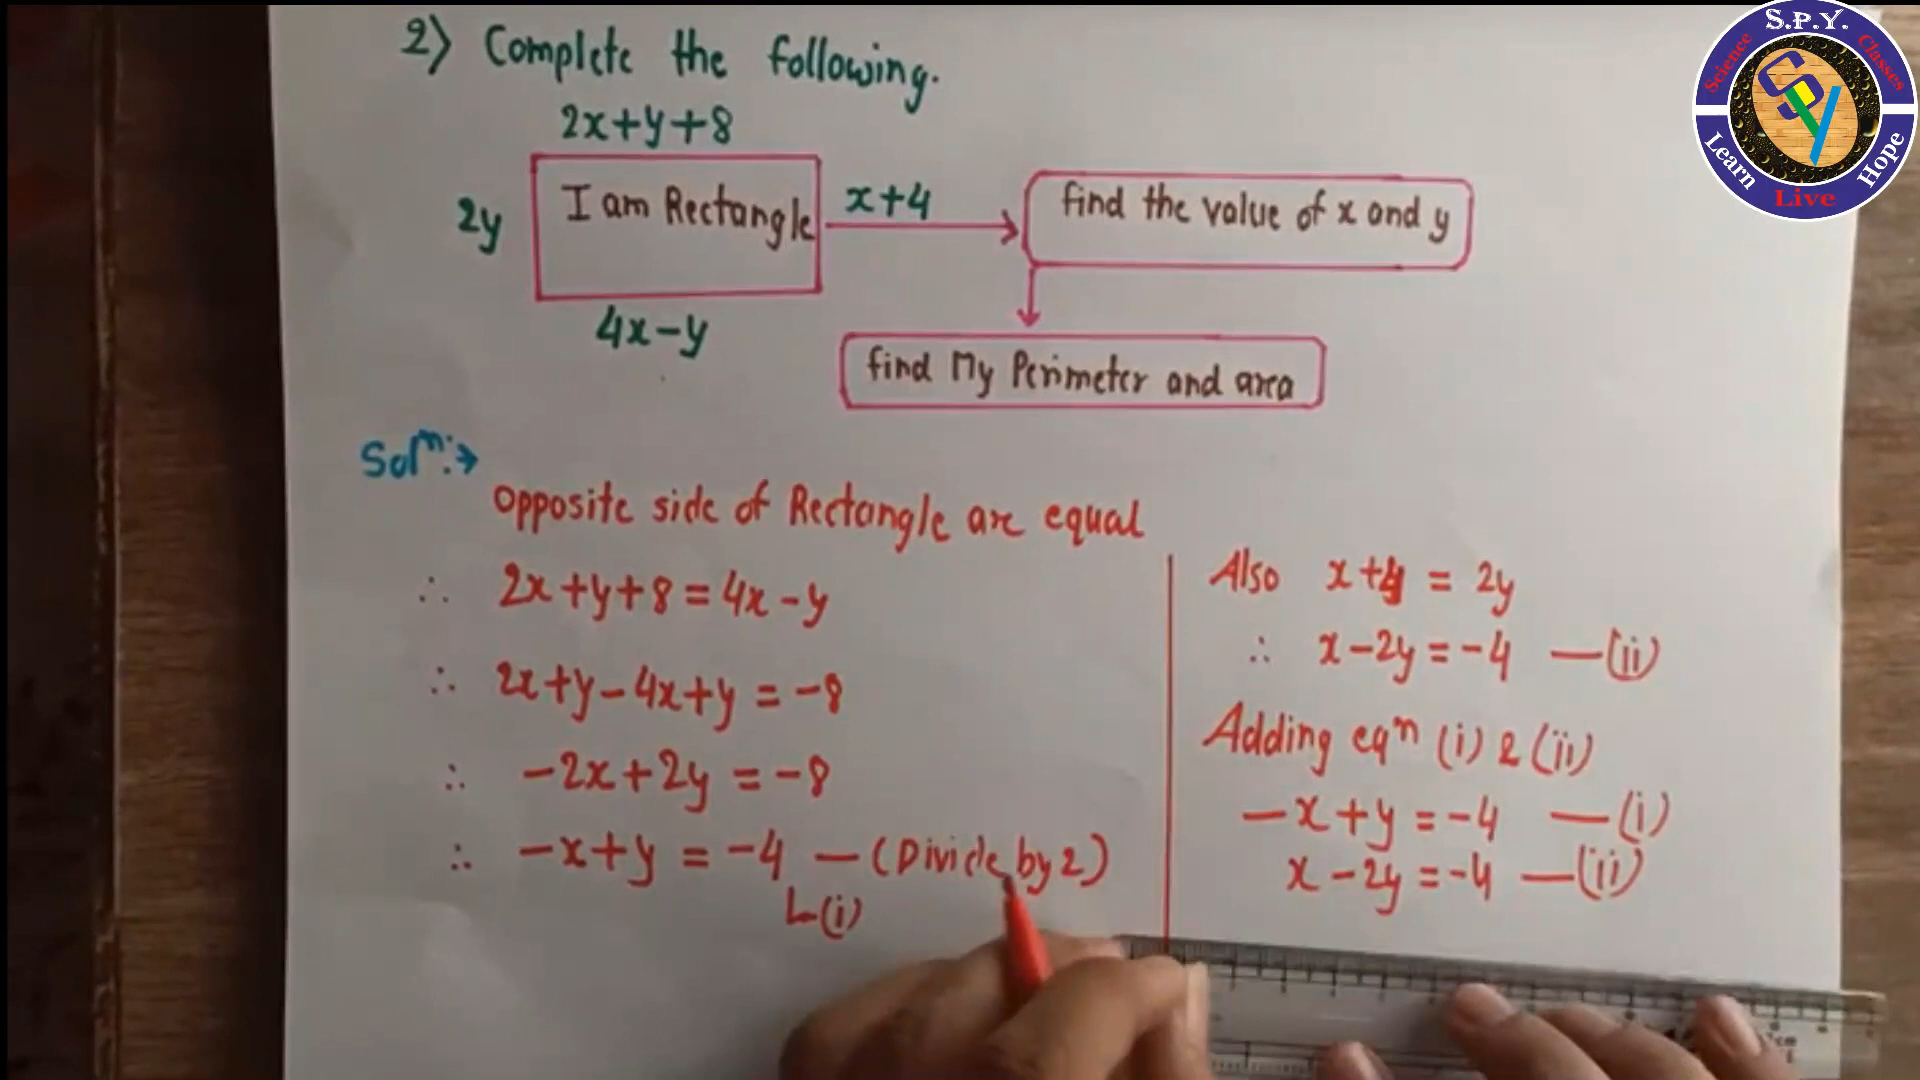 2) Complete the following.
2x+y+8
2y
I am Rectangle
x+4
find the value of x and y
4x-y
find My Perimeter and area
Solⁿ:→
Opposite side of Rectangle are equal
∴ 2x+y+8=4x-y
∴ 2x+y-4x+y=-8
∴ -2x+2y=-8
∴ -x+y=-4 —(Divide by 2)
(i)
Also x+4=2y
∴ x-2y=-4 —(ii)
Adding eqⁿ (i) & (ii)
-x+y=-4 —(i)
x-2y=-4 —(ii)
S.P.Y.
Science
Classes
SPY
Learn
Live
Hope